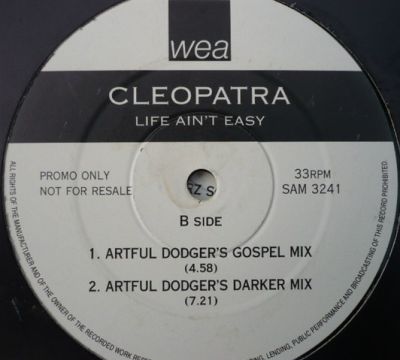 wea
CLEOPATRA
LIFE AIN'T EASY
PROMO ONLY
NOT FOR RESALE
33RPM
SAM 3241
B SIDE
1. ARTFUL DODGER'S GOSPEL MIX
(4.58)
2. ARTFUL DODGER'S DARKER MIX
(7.21)
ALL RIGHTS OF THE MANUFACTURER AND OF THE OWNER OF THE RECORDED WORK LENDING, PUBLIC PERFORMANCE AND BROADCASTING OF THIS RECORD PROHIBITED.